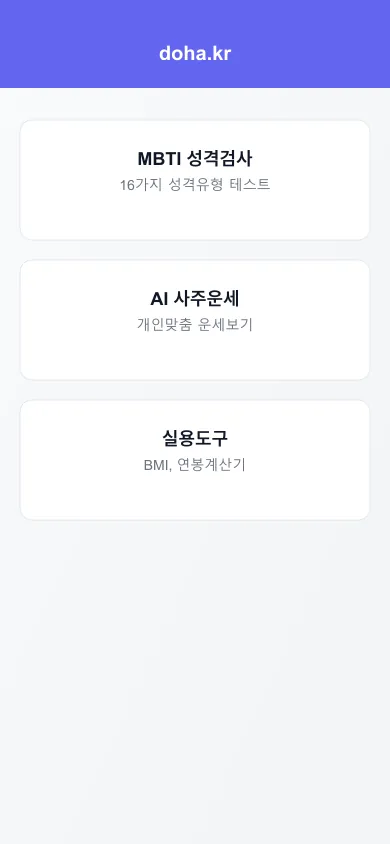 doha.kr
MBTI 성격검사
16가지 성격유형 테스트
AI 사주운세
개인맞춤 운세보기
실용도구
BMI, 연봉계산기